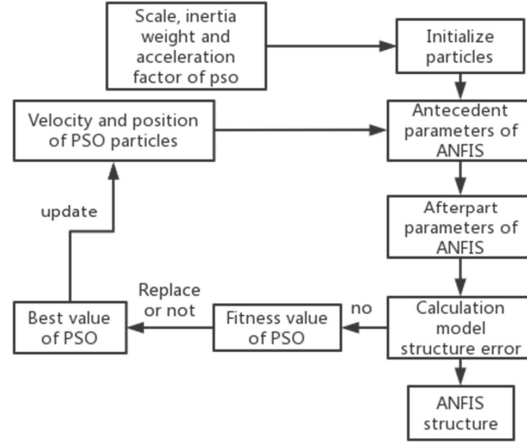 Scale, inertia
weight and
acceleration
factor of pso
Initialize
particles
Velocity and position
of PSO particles
Antecedent
parameters of
ANFIS
update
Afterpart
parameters of
ANFIS
Best value
of PSO
Replace
or not
Fitness value
of PSO
no
Calculation
model
structure error
ANFIS
structure